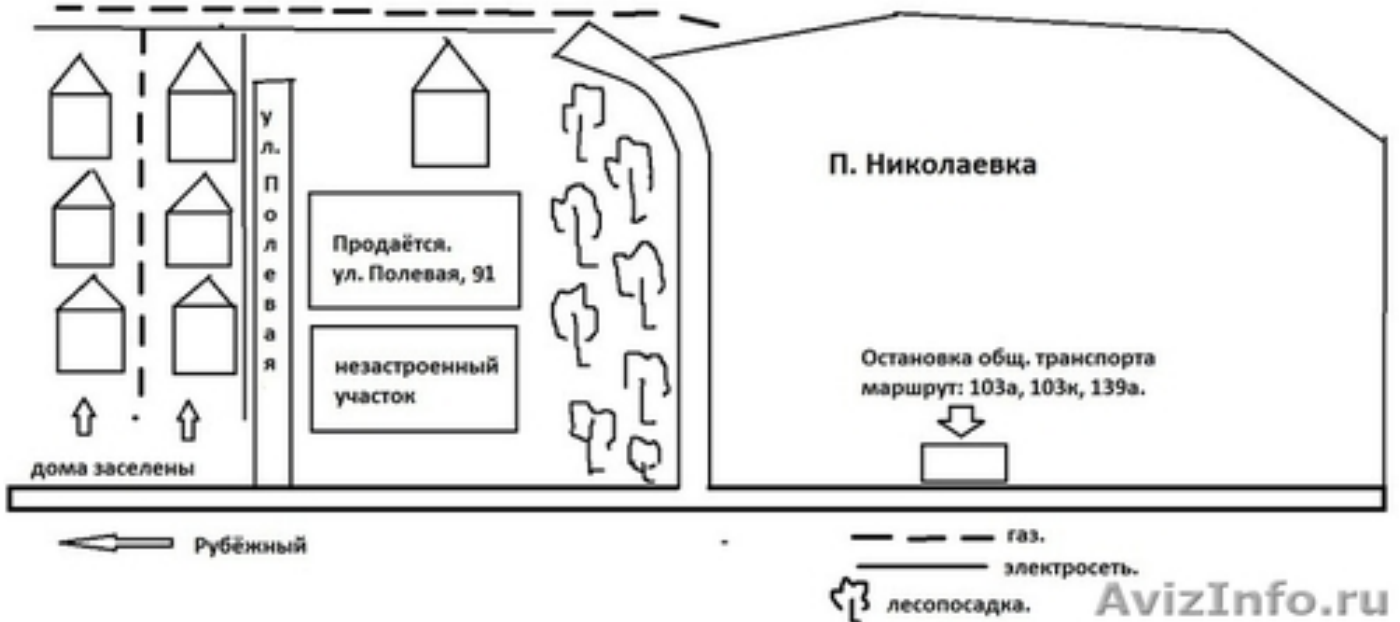 ул. Полевая
П. Николаевка
Продаётся.
ул. Полевая, 91
незастроенный
участок
Остановка общ. транспорта
маршрут: 103а, 103к, 139а.
дома заселены
Рубёжный
газ.
электросеть.
лесопосадка.
AvizInfo.ru